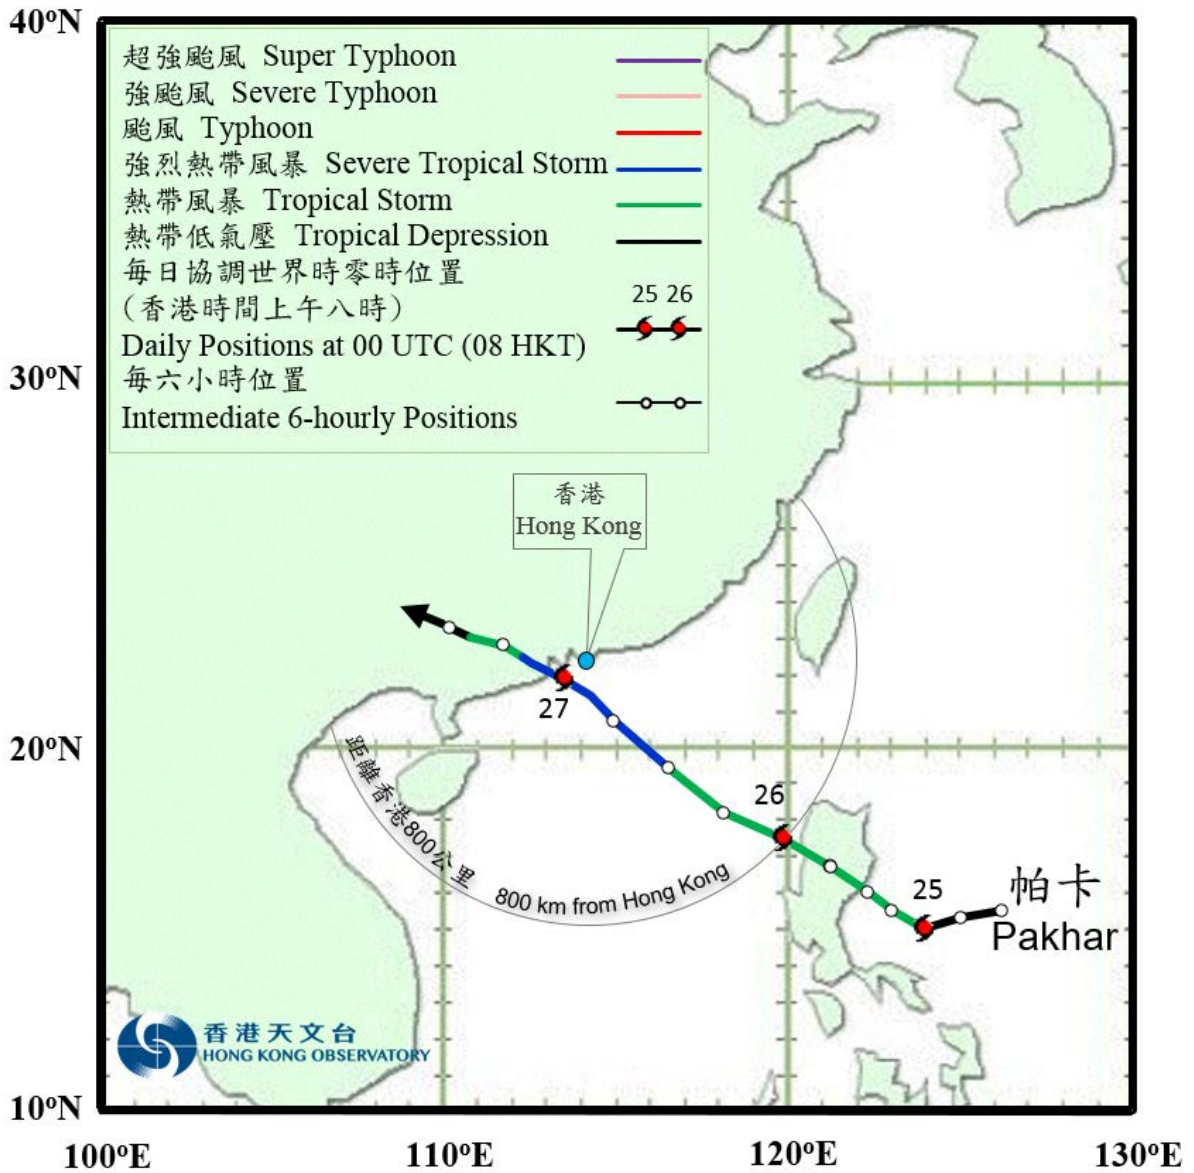 40ºN
超強颱風 Super Typhoon
強颱風 Severe Typhoon
颱風 Typhoon
強烈熱帶風暴 Severe Tropical Storm
熱帶風暴 Tropical Storm
熱帶低氣壓 Tropical Depression
每日協調世界時零時位置
(香港時間上午八時)
25 26
Daily Positions at 00 UTC (08 HKT)
每六小時位置
Intermediate 6-hourly Positions
30ºN
香港
Hong Kong
27
20ºN
距離香港800公里
800 km from Hong Kong
26
25
帕卡
Pakhar
香港天文台
HONG KONG OBSERVATORY
10ºN
100ºE
110ºE
120ºE
130ºE